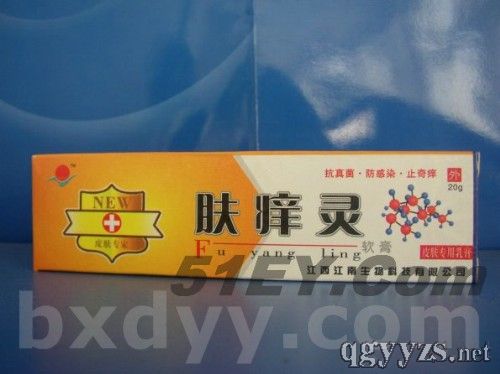 抗真菌·防感染·止奇痒
外
20g
NEW
皮肤专家
肤痒灵
Fu yang ling
软膏
皮肤专用乳膏
江西江南生物科技有限公司
51EY.Com
bxdyy.com
qgyyzs.net